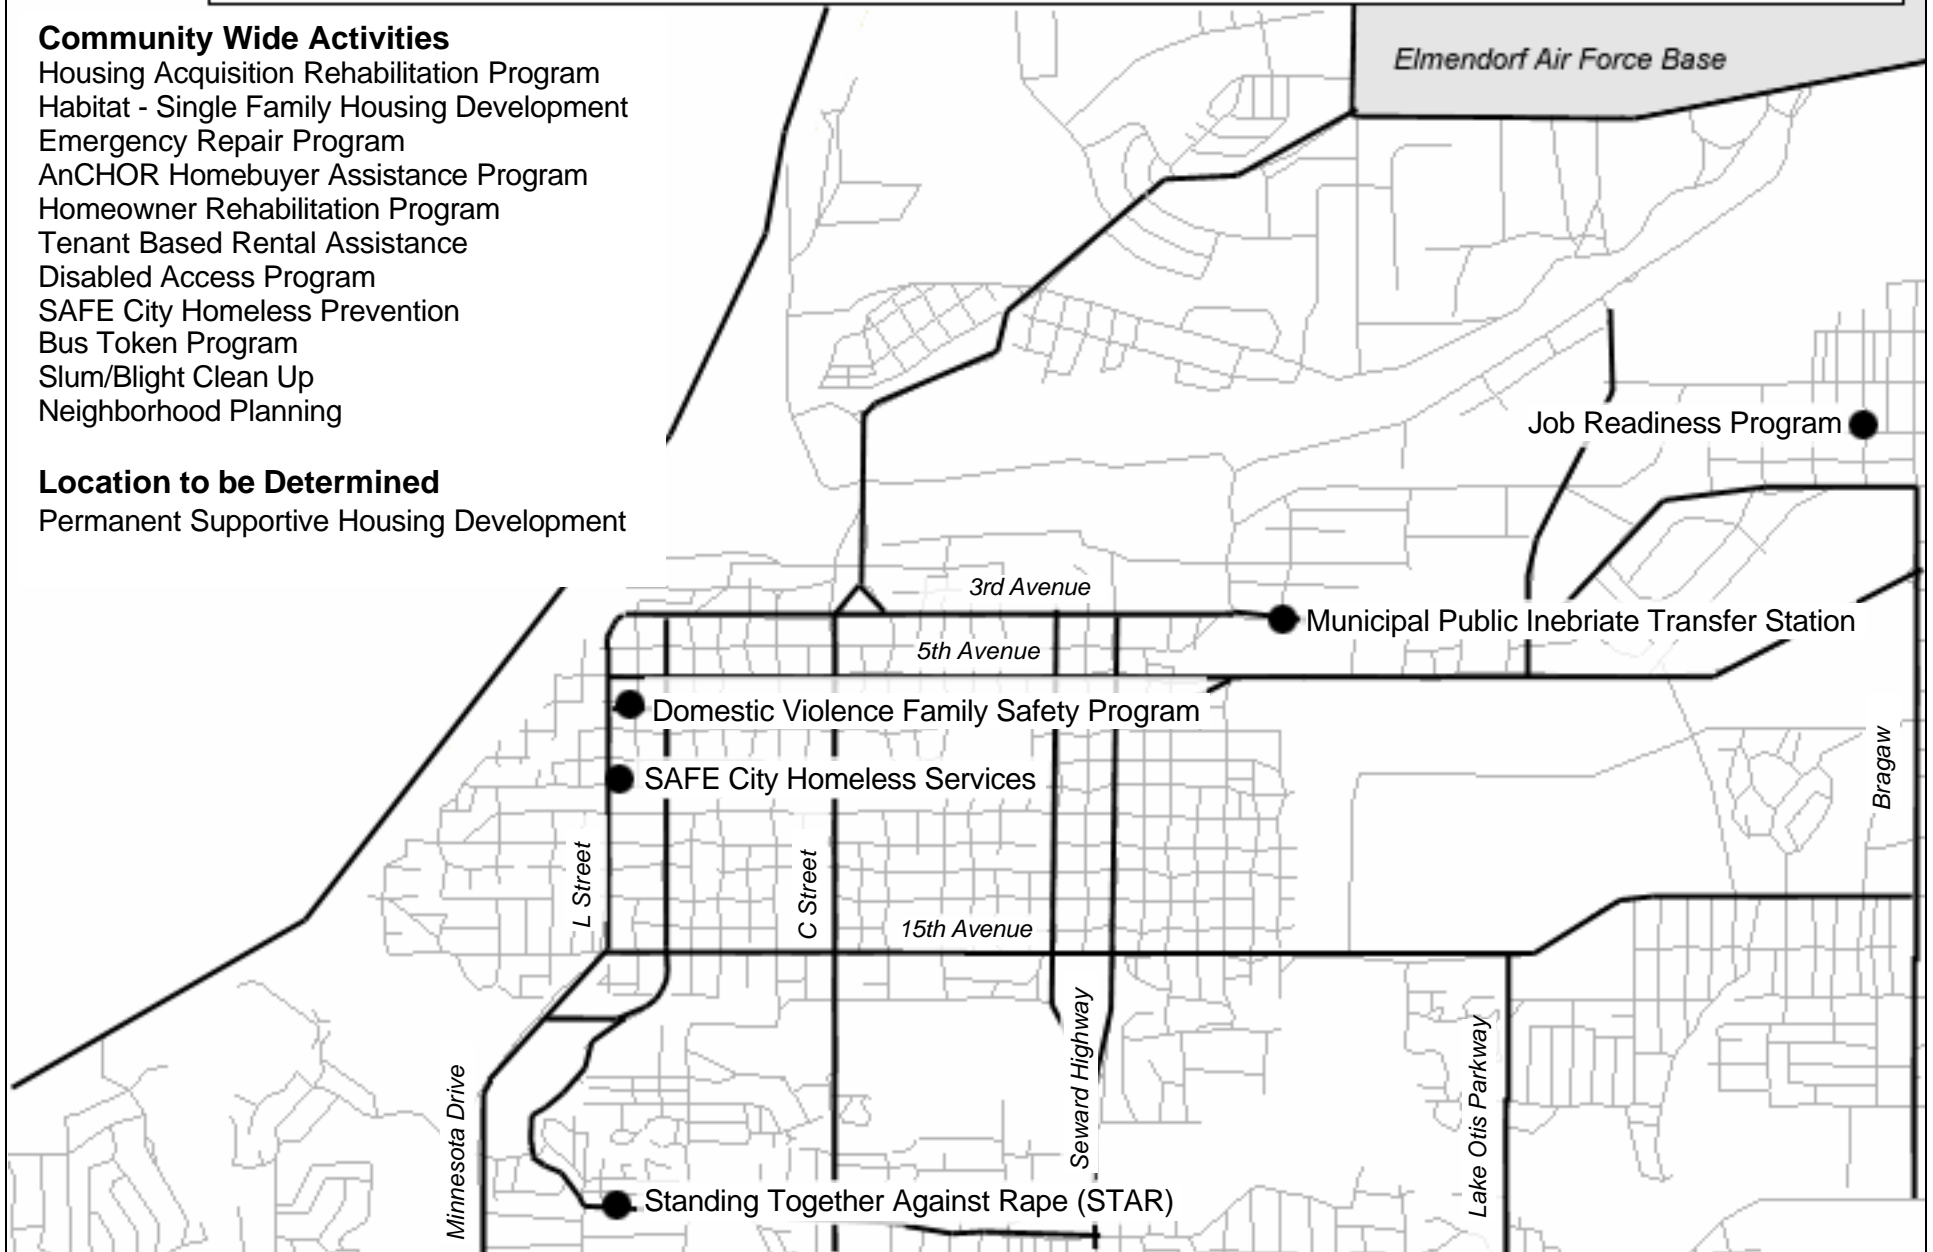 Community Wide Activities
Housing Acquisition Rehabilitation Program
Habitat - Single Family Housing Development
Emergency Repair Program
AnCHOR Homebuyer Assistance Program
Homeowner Rehabilitation Program
Tenant Based Rental Assistance
Disabled Access Program
SAFE City Homeless Prevention
Bus Token Program
Slum/Blight Clean Up
Neighborhood Planning
Location to be Determined
Permanent Supportive Housing Development
Elmendorf Air Force Base
Job Readiness Program
3rd Avenue
Municipal Public Inebriate Transfer Station
5th Avenue
Domestic Violence Family Safety Program
SAFE City Homeless Services
Bragaw
L Street
C Street
15th Avenue
Seward Highway
Lake Otis Parkway
Minnesota Drive
Standing Together Against Rape (STAR)